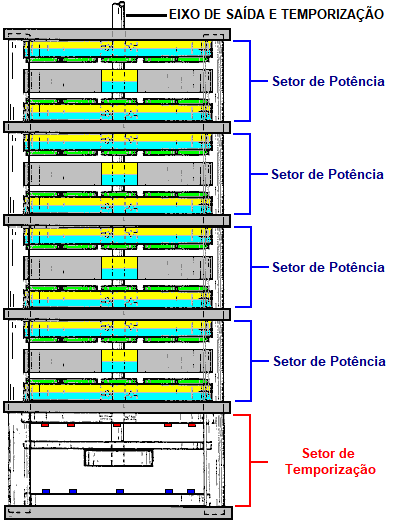 EIXO DE SAÍDA E TEMPORIZAÇÃO
Setor de Potência
Setor de Potência
Setor de Potência
Setor de Potência
Setor de
Temporização